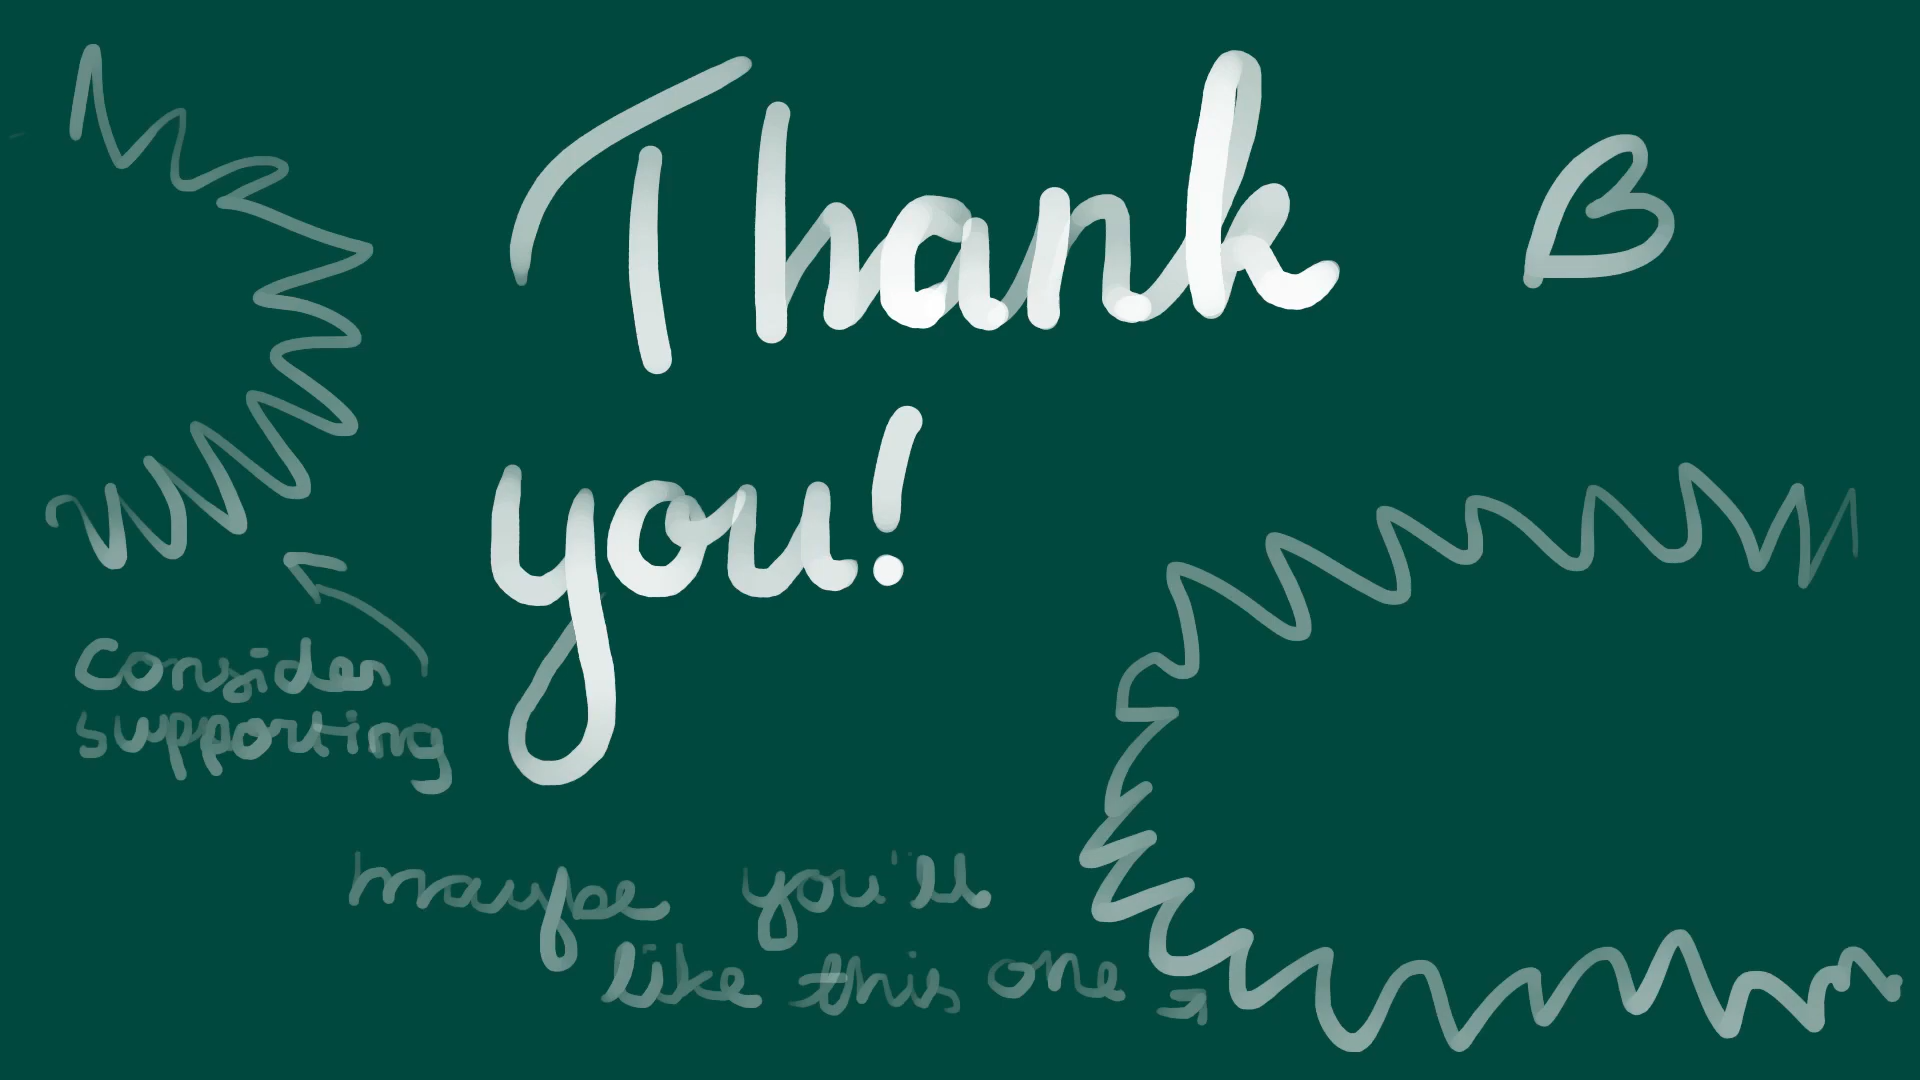 Thank
you!
Consider
supporting
maybe you'll
like this one